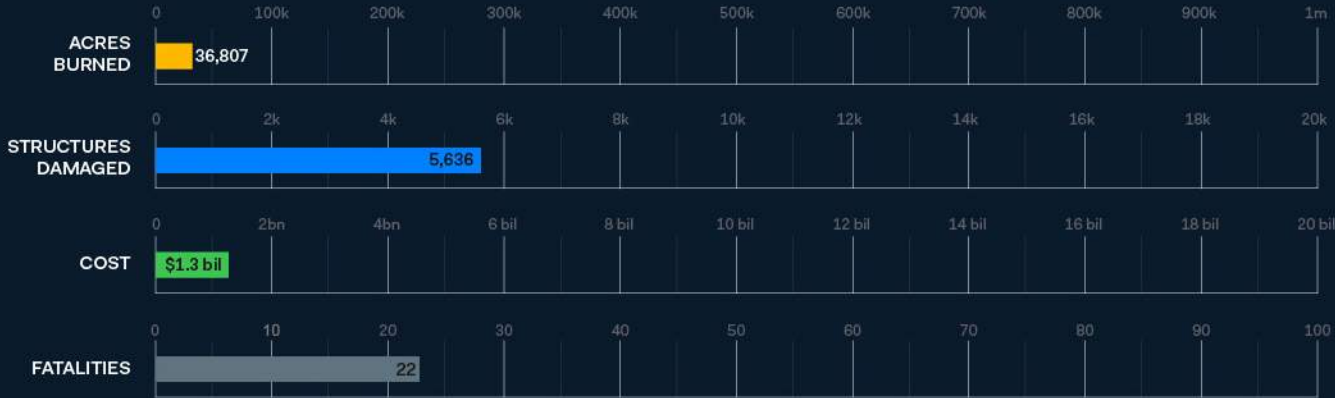 0 100k 200k 300k 400k 500k 600k 700k 800k 900k 1m
ACRES
BURNED
36,807
0 2k 4k 6k 8k 10k 12k 14k 16k 18k 20k
STRUCTURES
DAMAGED
5,636
0 2bn 4bn 6 bil 8 bil 10 bil 12 bil 14 bil 16 bil 18 bil 20 bil
COST
$1.3 bil
0 10 20 30 40 50 60 70 80 90 100
FATALITIES
22